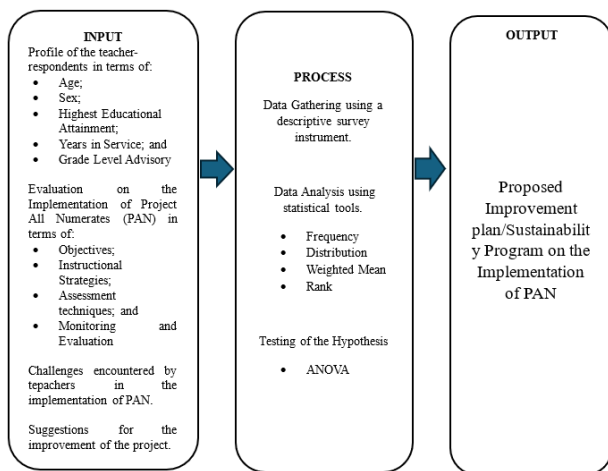 INPUT
Profile of the teacher-
respondents in terms of:
• Age;
• Sex;
• Highest Educational
Attainment;
• Years in Service; and
• Grade Level Advisory
Evaluation on the
Implementation of Project
All Numerates (PAN) in
terms of:
• Objectives;
• Instructional
Strategies;
• Assessment
techniques; and
• Monitoring and
Evaluation
Challenges encountered by
tepachers in the
implementation of PAN.
Suggestions for the
improvement of the project.
PROCESS
Data Gathering using a
descriptive survey
instrument.
Data Analysis using
statistical tools.
• Frequency
• Distribution
• Weighted Mean
• Rank
Testing of the Hypothesis
• ANOVA
OUTPUT
Proposed
Improvement
plan/Sustainabilit
y Program on the
Implementation
of PAN